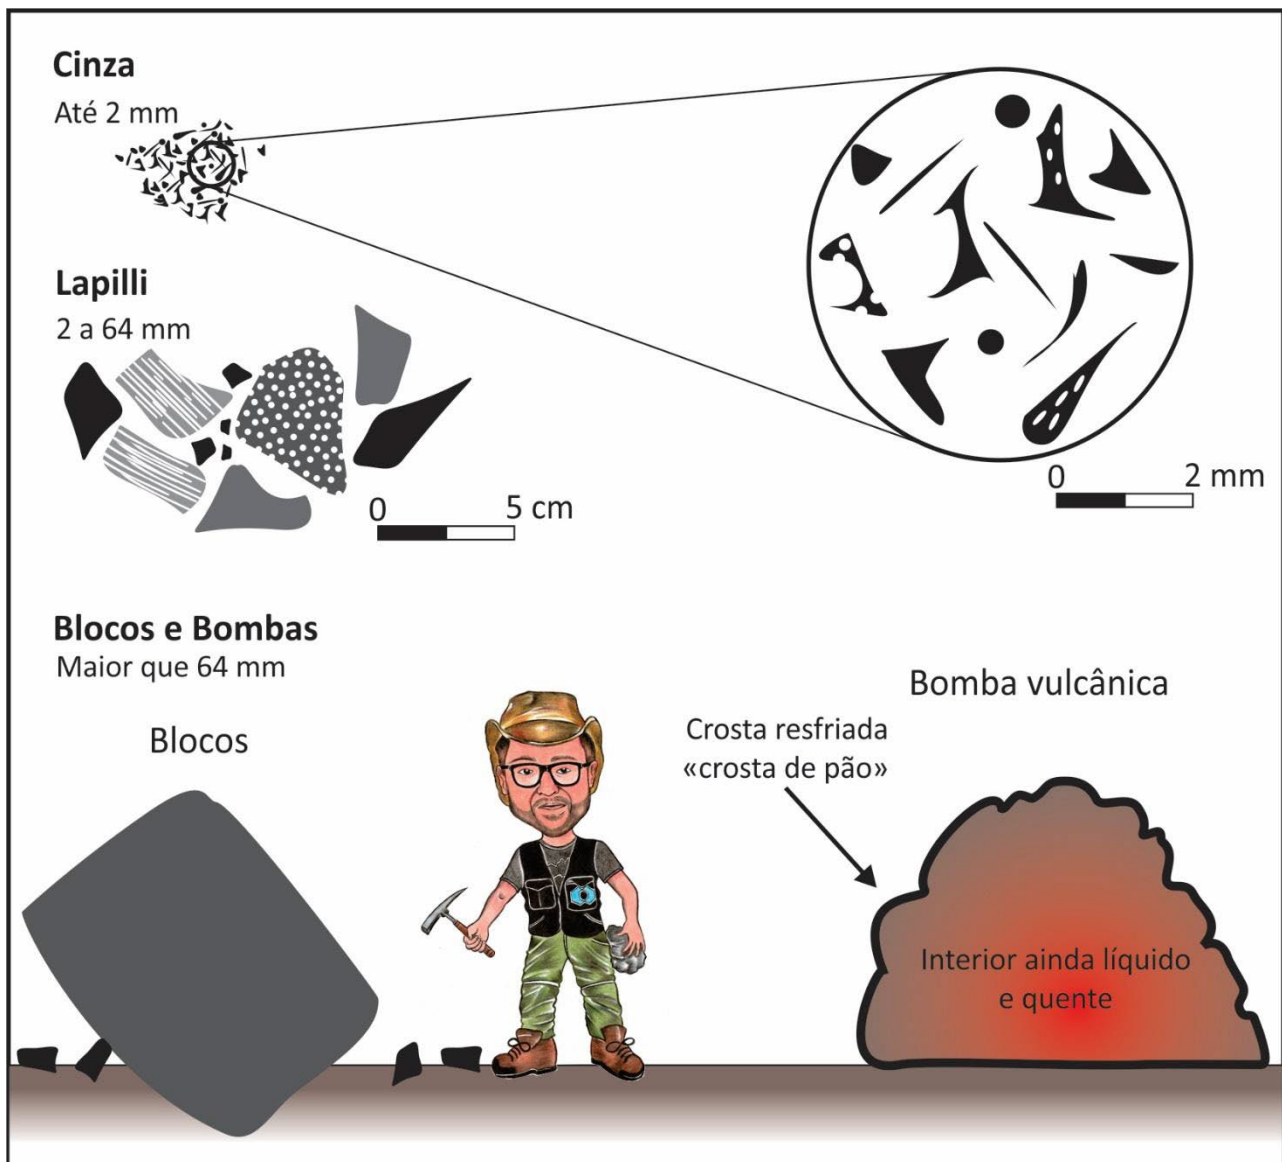 Cinza
Até 2 mm
Lapilli
2 a 64 mm
0 5 cm
0 2 mm
Blocos e Bombas
Maior que 64 mm
Blocos
Bomba vulcânica
Crosta resfriada
«crosta de pão»
Interior ainda líquido
e quente